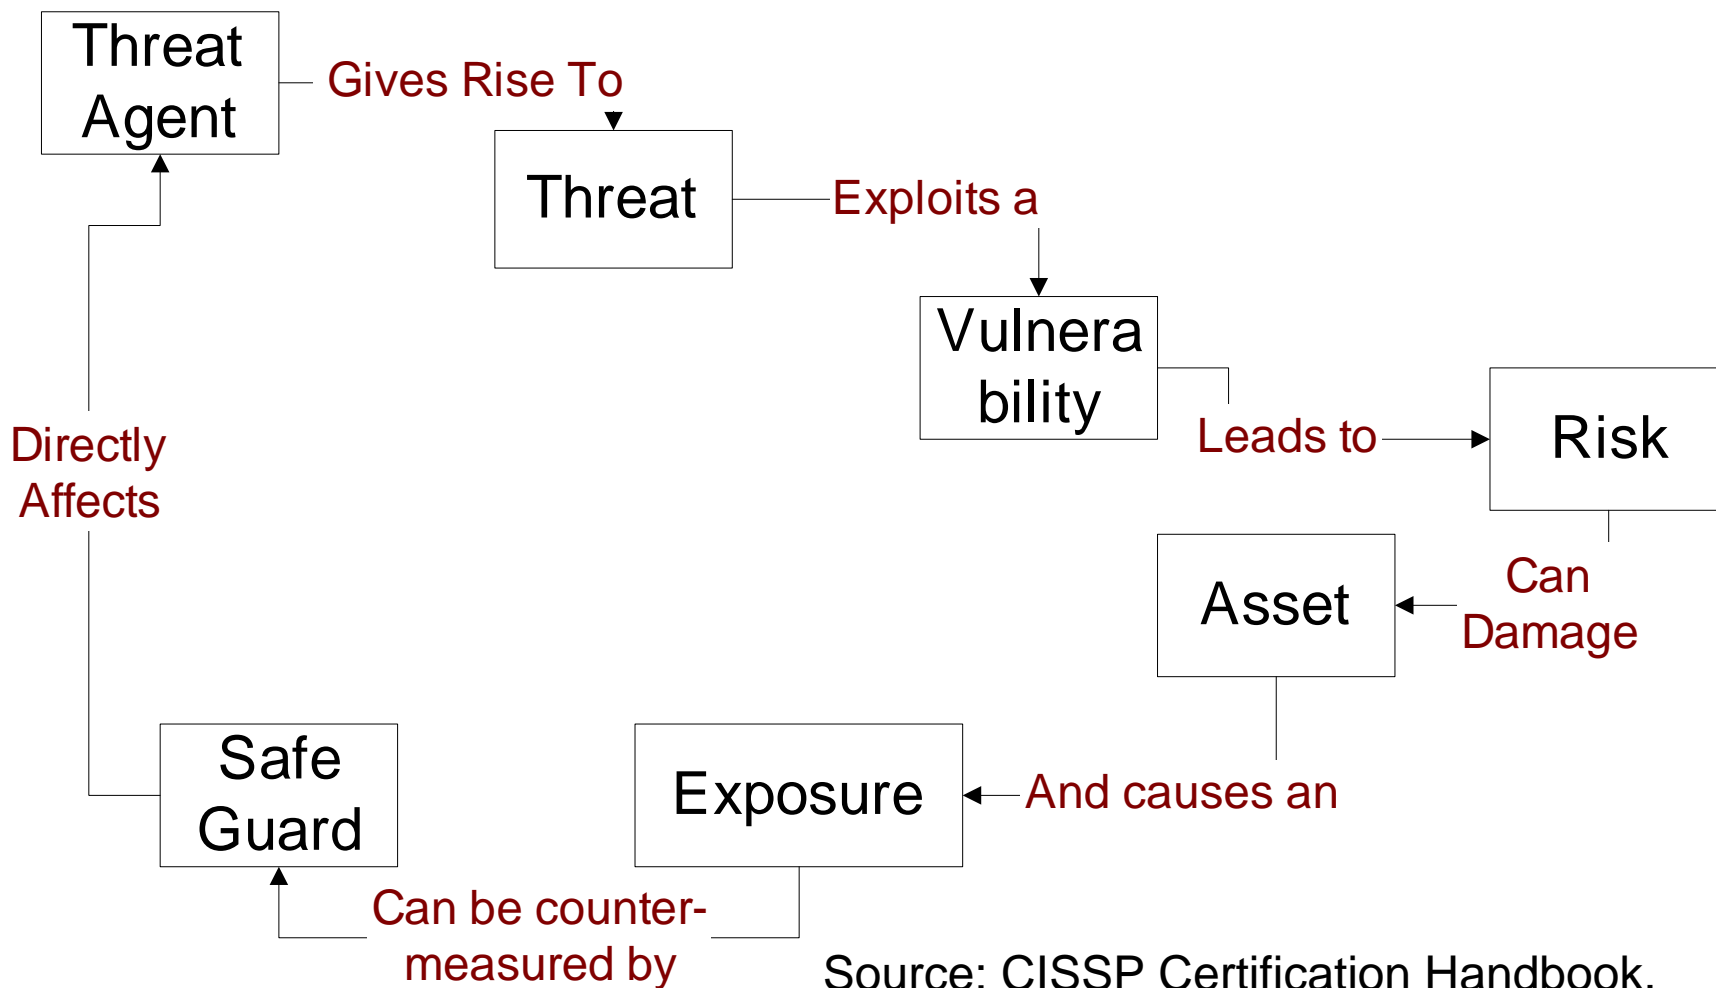 Threat
Agent
Gives Rise To
Threat
Exploits a
Vulnera
bility
Leads to
Risk
Can
Damage
Asset
And causes an
Exposure
Can be counter-
measured by
Safe
Guard
Directly
Affects
Source: CISSP Certification Handbook.